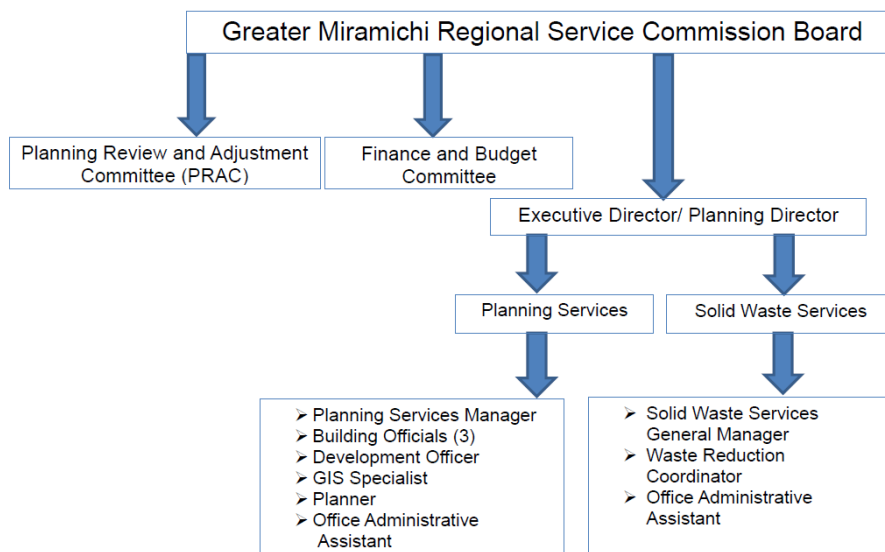 Greater Miramichi Regional Service Commission Board
Planning Review and Adjustment
Committee (PRAC)
Finance and Budget
Committee
Executive Director/ Planning Director
Planning Services
Solid Waste Services
➢ Planning Services Manager
➢ Building Officials (3)
➢ Development Officer
➢ GIS Specialist
➢ Planner
➢ Office Administrative
Assistant
➢ Solid Waste Services
General Manager
➢ Waste Reduction
Coordinator
➢ Office Administrative
Assistant